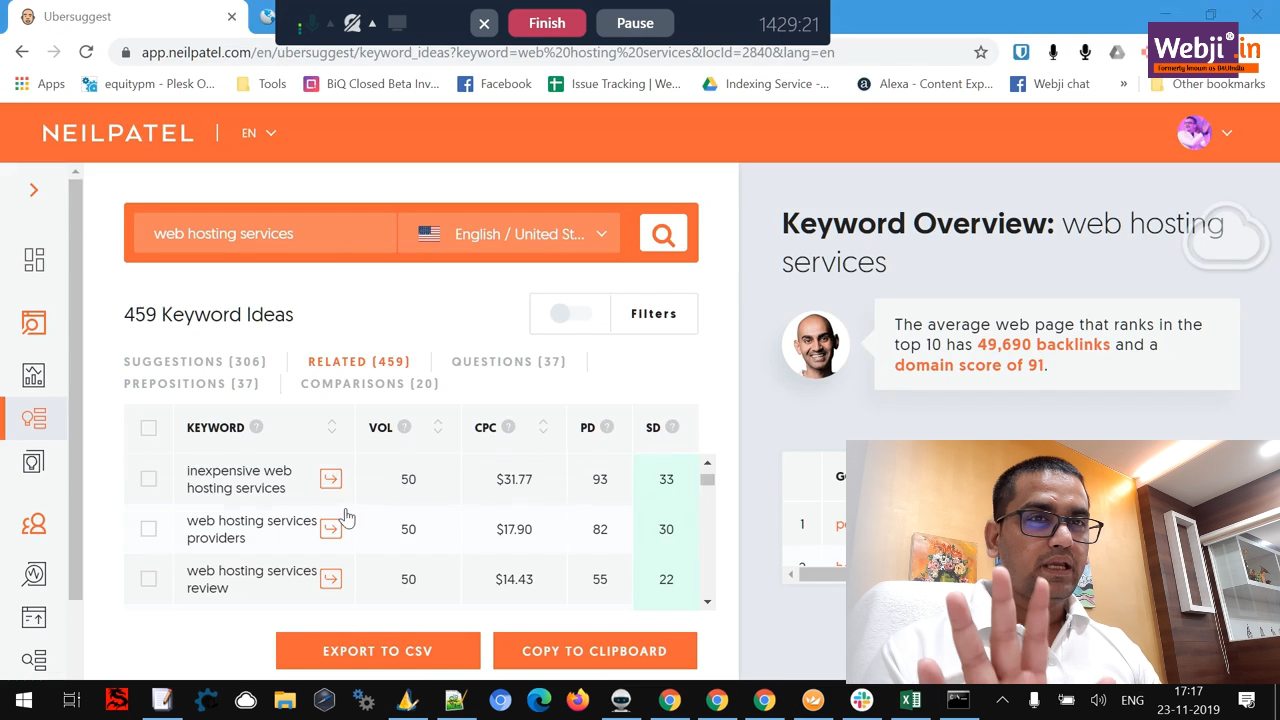 Ubersuggest
Finish
Pause
1429:21
app.neilpatel.com/en/ubersuggest/keyword_ideas?keyword=web%20hosting%20services&locId=2840&lang=en
Webji®.in
Formerly known as B4UIndia
Apps
equitypm - Plesk O...
Tools
BiQ Closed Beta Inv...
Facebook
Issue Tracking | We...
Indexing Service -...
Alexa - Content Exp...
Webji chat
»
Other bookmarks
NEILPATEL
EN
web hosting services
English / United St...
459 Keyword Ideas
Filters
SUGGESTIONS (306)
RELATED (459)
QUESTIONS (37)
PREPOSITIONS (37)
COMPARISONS (20)
KEYWORD ? VOL ? CPC ? PD ? SD ?
inexpensive web
hosting services
50 $31.77 93 33
web hosting services
providers
50 $17.90 82 30
web hosting services
review
50 $14.43 55 22
EXPORT TO CSV
COPY TO CLIPBOARD
Keyword Overview: web hosting
services
The average web page that ranks in the
top 10 has 49,690 backlinks and a
domain score of 91.
1
ENG
17:17
23-11-2019